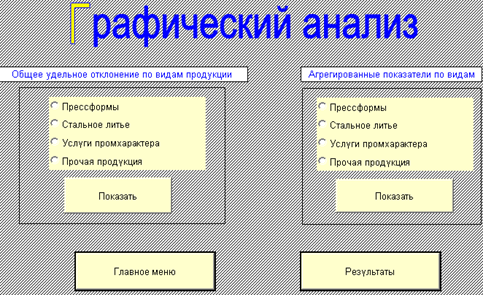 Графический анализ
Общее удельное отклонение по видам продукции
Прессформы
Стальное литье
Услуги промхарактера
Прочая продукция
Показать
Агрегированные показатели по видам
Прессформы
Стальное литье
Услуги промхарактера
Прочая продукция
Показать
Главное меню
Результаты